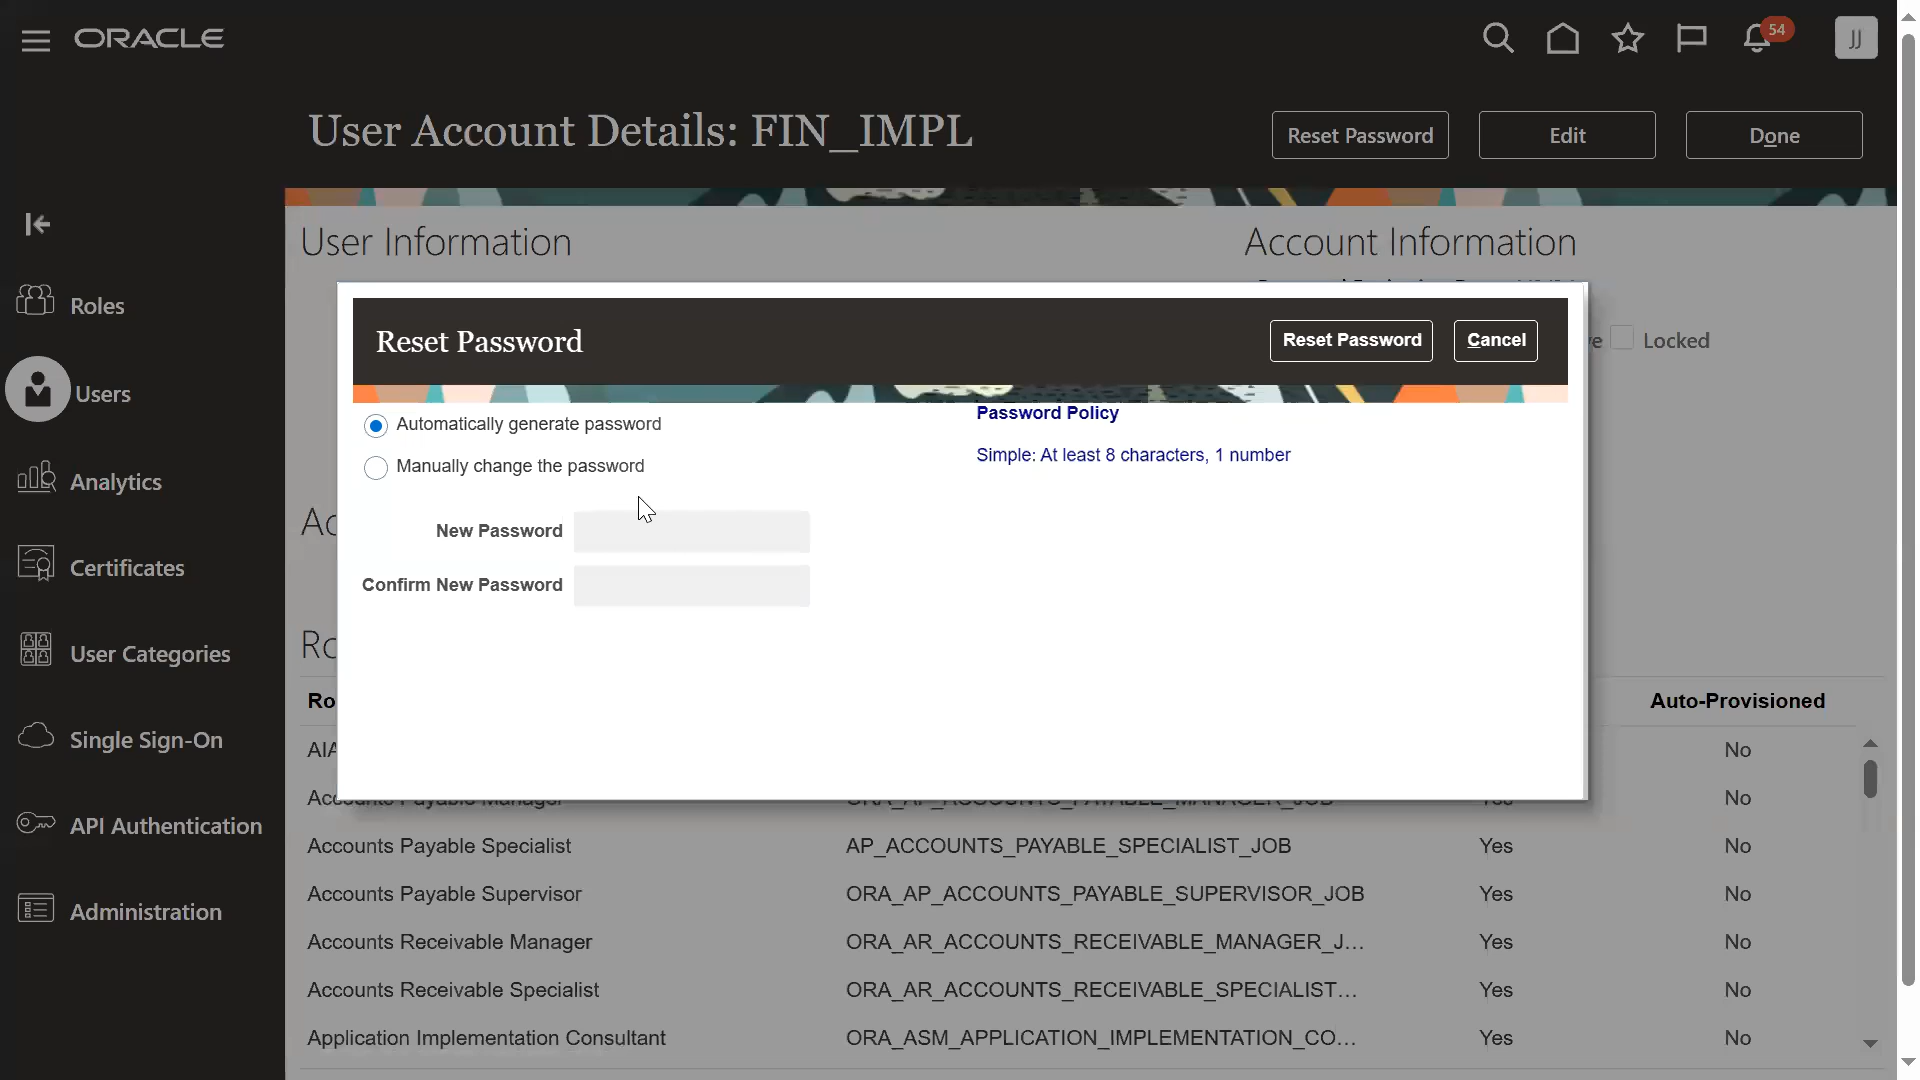 ORACLE
54
JJ
User Account Details: FIN_IMPL
Reset Password
Edit
Done
User Information
Account Information
Locked
Reset Password
Reset Password
Cancel
Automatically generate password
Manually change the password
Password Policy
Simple: At least 8 characters, 1 number
New Password
Confirm New Password
Roles
Users
Analytics
Certificates
User Categories
Single Sign-On
API Authentication
Administration
Auto-Provisioned
No
No
Accounts Payable Specialist AP_ACCOUNTS_PAYABLE_SPECIALIST_JOB Yes No
Accounts Payable Supervisor ORA_AP_ACCOUNTS_PAYABLE_SUPERVISOR_JOB Yes No
Accounts Receivable Manager ORA_AR_ACCOUNTS_RECEIVABLE_MANAGER_J... Yes No
Accounts Receivable Specialist ORA_AR_ACCOUNTS_RECEIVABLE_SPECIALIST... Yes No
Application Implementation Consultant ORA_ASM_APPLICATION_IMPLEMENTATION_CO... Yes No